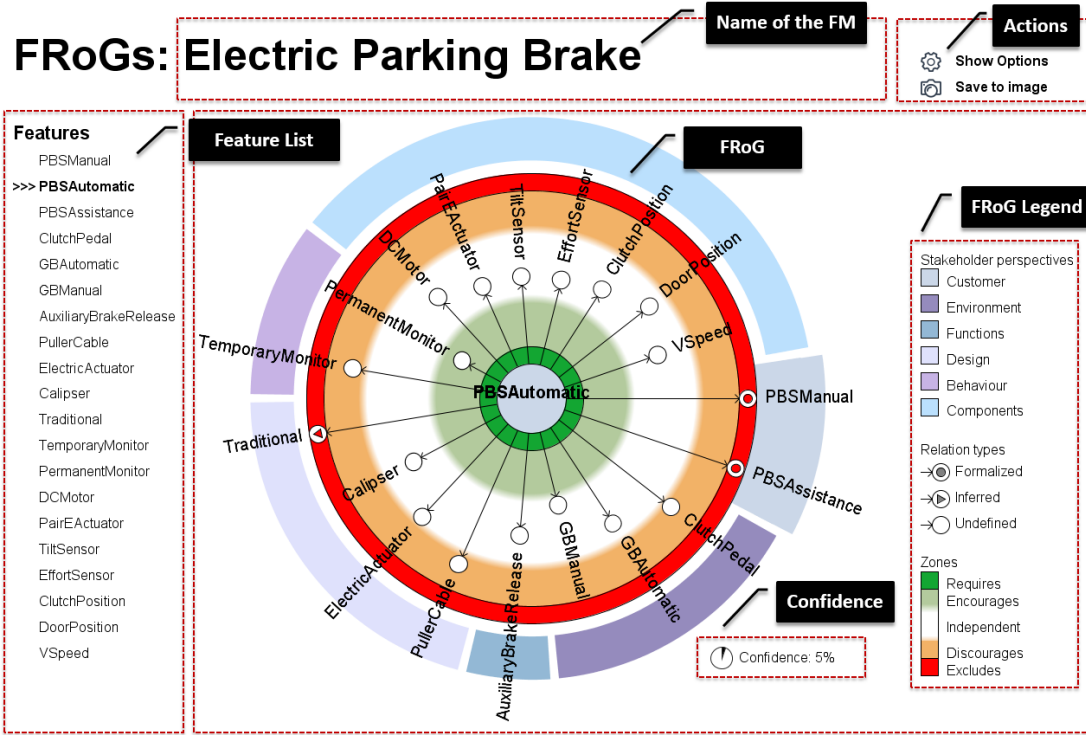 FRoGs: Electric Parking Brake
Name of the FM
Actions
Show Options
Save to image
Features
PBSManual
>>> PBSAutomatic
PBSAssistance
ClutchPedal
GBAutomatic
GBManual
AuxiliaryBrakeRelease
PullerCable
ElectricActuator
Calipser
Traditional
TemporaryMonitor
PermanentMonitor
DCMotor
PairEActuator
TiltSensor
EffortSensor
ClutchPosition
DoorPosition
VSpeed
Feature List
FRoG
PBSAutomatic
PermanentMonitor
DCMotor
PairEActuator
TiltSensor
EffortSensor
ClutchPosition
DoorPosition
VSpeed
PBSManual
PBSAssistance
ClutchPedal
GBAutomatic
GBManual
AuxiliaryBrakeRelease
PullerCable
ElectricActuator
Calipser
Traditional
TemporaryMonitor
Confidence
Confidence: 5%
FRoG Legend
Stakeholder perspectives
Customer
Environment
Functions
Design
Behaviour
Components
Relation types
Formalized
Inferred
Undefined
Zones
Requires
Encourages
Independent
Discourages
Excludes